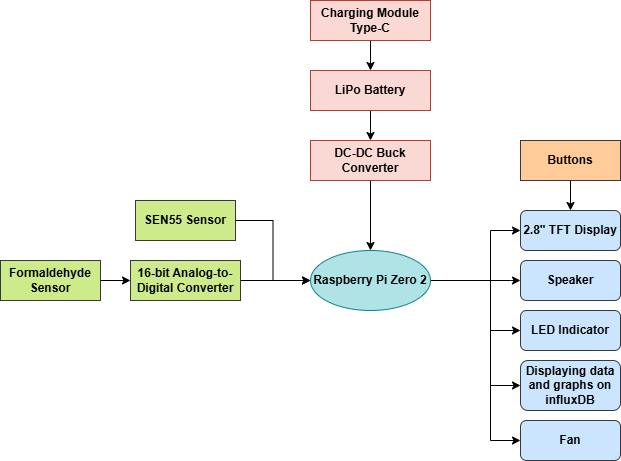 Charging Module
Type-C
LiPo Battery
DC-DC Buck
Converter
Buttons
SEN55 Sensor
2.8" TFT Display
Formaldehyde
Sensor
16-bit Analog-to-
Digital Converter
Raspberry Pi Zero 2
Speaker
LED Indicator
Displaying data
and graphs on
influxDB
Fan